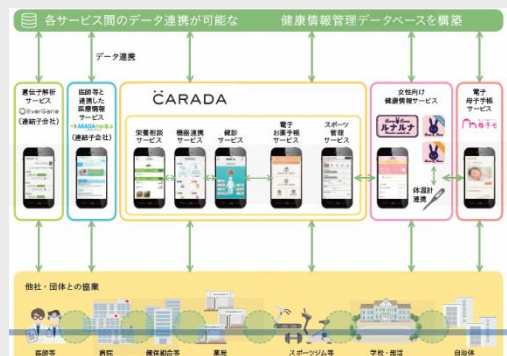 各サービス間のデータ連携が可能な 健康情報管理データベースを構築
データ連携
遺伝子解析
サービス
EverGene
(連結子会社)
医師等と
連携した
医療情報
サービス
(連結子会社)
CARADA
栄養相談
サービス
機器連携
サービス
健診
サービス
電子
お薬手帳
サービス
スポーツ
管理
サービス
女性向け
健康情報サービス
ルナルナ
体温計
連携
電子
母子手帳
サービス
母子モ
他社・団体との協業
医師等
病院
健保組合等
薬局
スポーツジム等
学校・部活
自治体